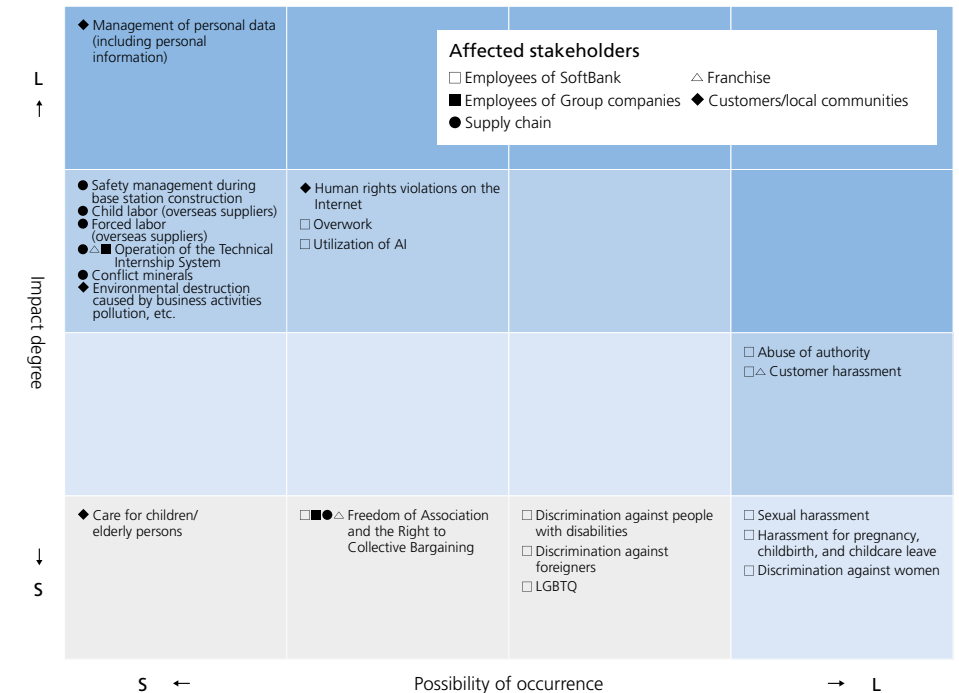 ◆ Management of personal data
(including personal
information)
Affected stakeholders
□ Employees of SoftBank
△ Franchise
■ Employees of Group companies
◆ Customers/local communities
● Supply chain
L
↑
● Safety management during
base station construction
● Child labor (overseas suppliers)
● Forced labor
(overseas suppliers)
●△■ Operation of the Technical
Internship System
● Conflict minerals
◆ Environmental destruction
caused by business activities
pollution, etc.
◆ Human rights violations on the
Internet
□ Overwork
□ Utilization of AI
Impact degree
□ Abuse of authority
□△ Customer harassment
◆ Care for children/
elderly persons
□■●△ Freedom of Association
and the Right to
Collective Bargaining
□ Discrimination against people
with disabilities
□ Discrimination against
foreigners
□ LGBTQ
□ Sexual harassment
□ Harassment for pregnancy,
childbirth, and childcare leave
□ Discrimination against women
↓
S
S ←
Possibility of occurrence
→ L